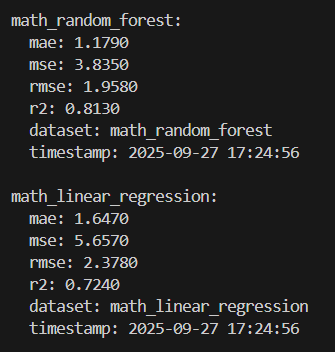 math_random_forest:
  mae: 1.1790
  mse: 3.8350
  rmse: 1.9580
  r2: 0.8130
  dataset: math_random_forest
  timestamp: 2025-09-27 17:24:56

math_linear_regression:
  mae: 1.6470
  mse: 5.6570
  rmse: 2.3780
  r2: 0.7240
  dataset: math_linear_regression
  timestamp: 2025-09-27 17:24:56